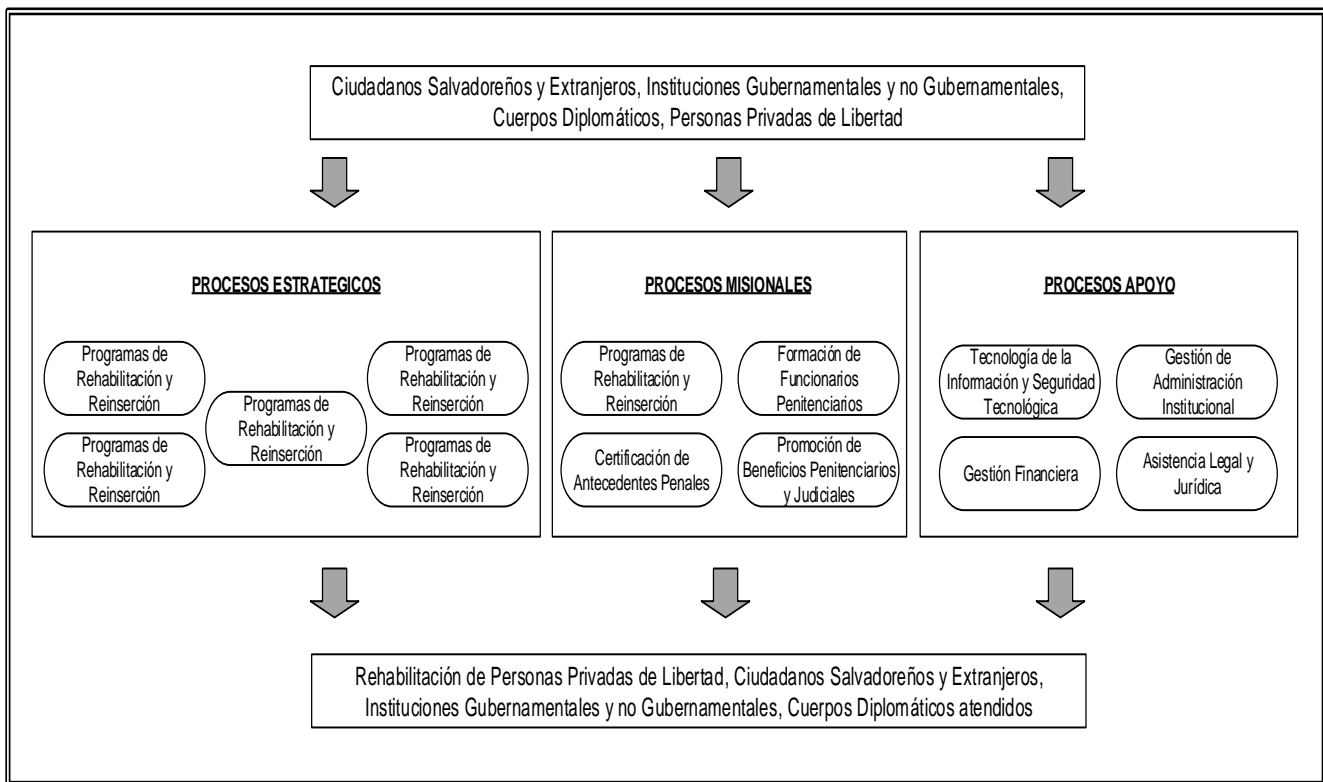 Ciudadanos Salvadoreños y Extranjeros, Instituciones Gubernamentales y no Gubernamentales,
Cuerpos Diplomáticos, Personas Privadas de Libertad
PROCESOS ESTRATEGICOS
Programas de
Rehabilitación y
Reinserción
Programas de
Rehabilitación y
Reinserción
Programas de
Rehabilitación y
Reinserción
Programas de
Rehabilitación y
Reinserción
Programas de
Rehabilitación y
Reinserción
PROCESOS MISIONALES
Programas de
Rehabilitación y
Reinserción
Formación de
Funcionarios
Penitenciarios
Certificación de
Antecedentes Penales
Promoción de
Beneficios Penitenciarios
y Judiciales
PROCESOS APOYO
Tecnología de la
Información y Seguridad
Tecnológica
Gestión de
Administración
Institucional
Gestión Financiera
Asistencia Legal y
Jurídica
Rehabilitación de Personas Privadas de Libertad, Ciudadanos Salvadoreños y Extranjeros,
Instituciones Gubernamentales y no Gubernamentales, Cuerpos Diplomáticos atendidos